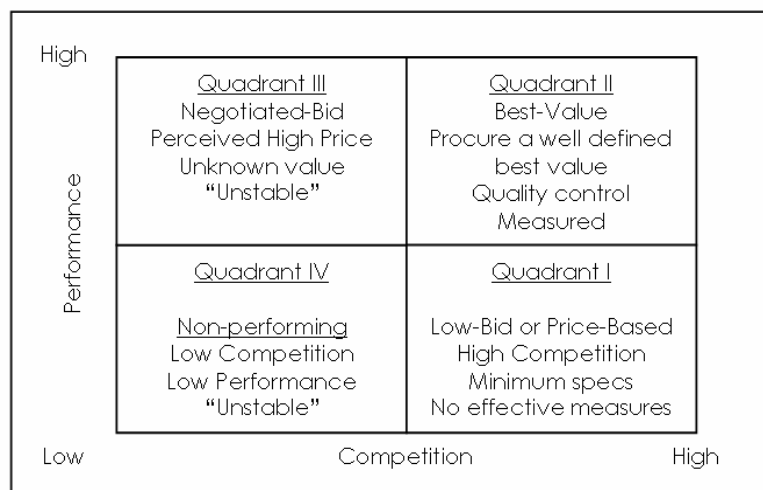 High
Performance
Quadrant III
Negotiated-Bid
Perceived High Price
Unknown value
“Unstable”
Quadrant II
Best-Value
Procure a well defined
best value
Quality control
Measured
Quadrant IV
Non-performing
Low Competition
Low Performance
“Unstable”
Quadrant I
Low-Bid or Price-Based
High Competition
Minimum specs
No effective measures
Low
Competition
High